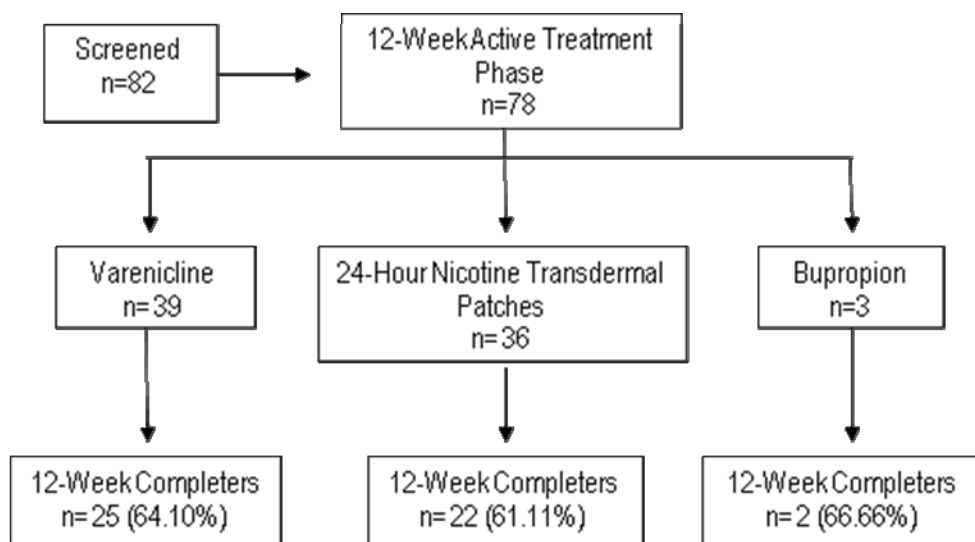 Screened
n=82
12-Week Active Treatment
Phase
n=78
Varenicline
n=39
24-Hour Nicotine Transdermal
Patches
n=36
Bupropion
n=3
12-Week Completers
n=25 (64.10%)
12-Week Completers
n=22 (61.11%)
12-Week Completers
n=2 (66.66%)